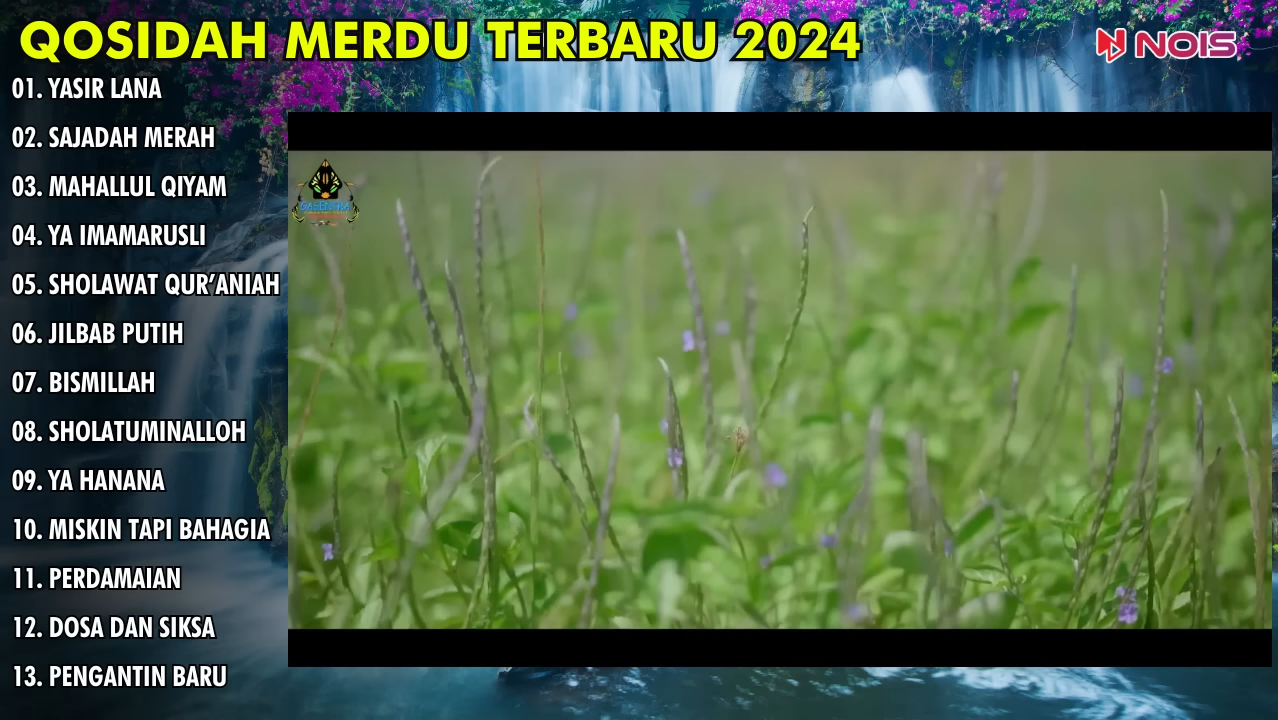 QOSIDAH MERDU TERBARU 2024
NOIS
01. YASIR LANA
02. SAJADAH MERAH
03. MAHALLUL QIYAM
04. YA IMAMARUSLI
05. SHOLAWAT QUR'ANIAH
06. JILBAB PUTIH
07. BISMILLAH
08. SHOLATUMINALLOH
09. YA HANANA
10. MISKIN TAPI BAHAGIA
11. PERDAMAIAN
12. DOSA DAN SIKSA
13. PENGANTIN BARU